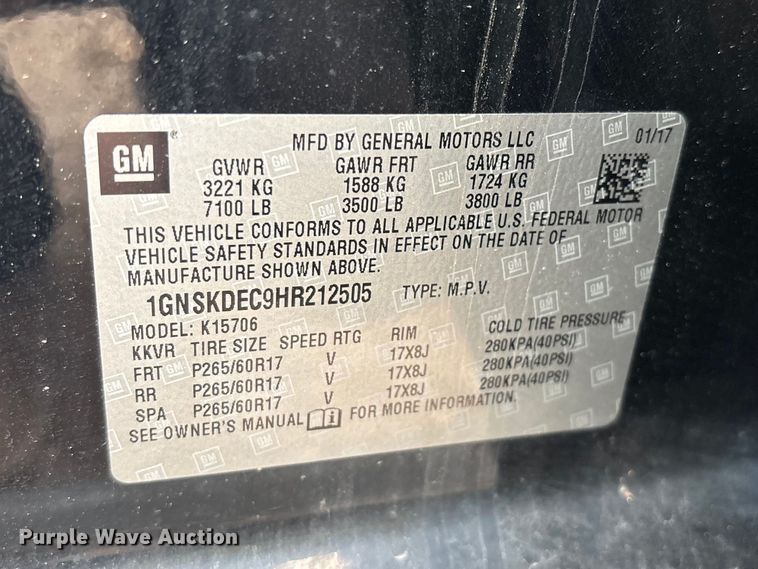 GM
MFD BY GENERAL MOTORS LLC 01/17
GVWR GAWR FRT GAWR RR
3221 KG 1588 KG 1724 KG
7100 LB 3500 LB 3800 LB
THIS VEHICLE CONFORMS TO ALL APPLICABLE U.S. FEDERAL MOTOR
VEHICLE SAFETY STANDARDS IN EFFECT ON THE DATE OF
MANUFACTURE SHOWN ABOVE.
1GNSKDEC9HR212505 TYPE: M.P.V.
MODEL: K15706
KKVR TIRE SIZE SPEED RTG RIM COLD TIRE PRESSURE
FRT P265/60R17 V 17X8J 280KPA(40PSI)
RR P265/60R17 V 17X8J 280KPA(40PSI)
SPA P265/60R17 V 17X8J 280KPA(40PSI)
SEE OWNER'S MANUAL FOR MORE INFORMATION.
Purple Wave Auction